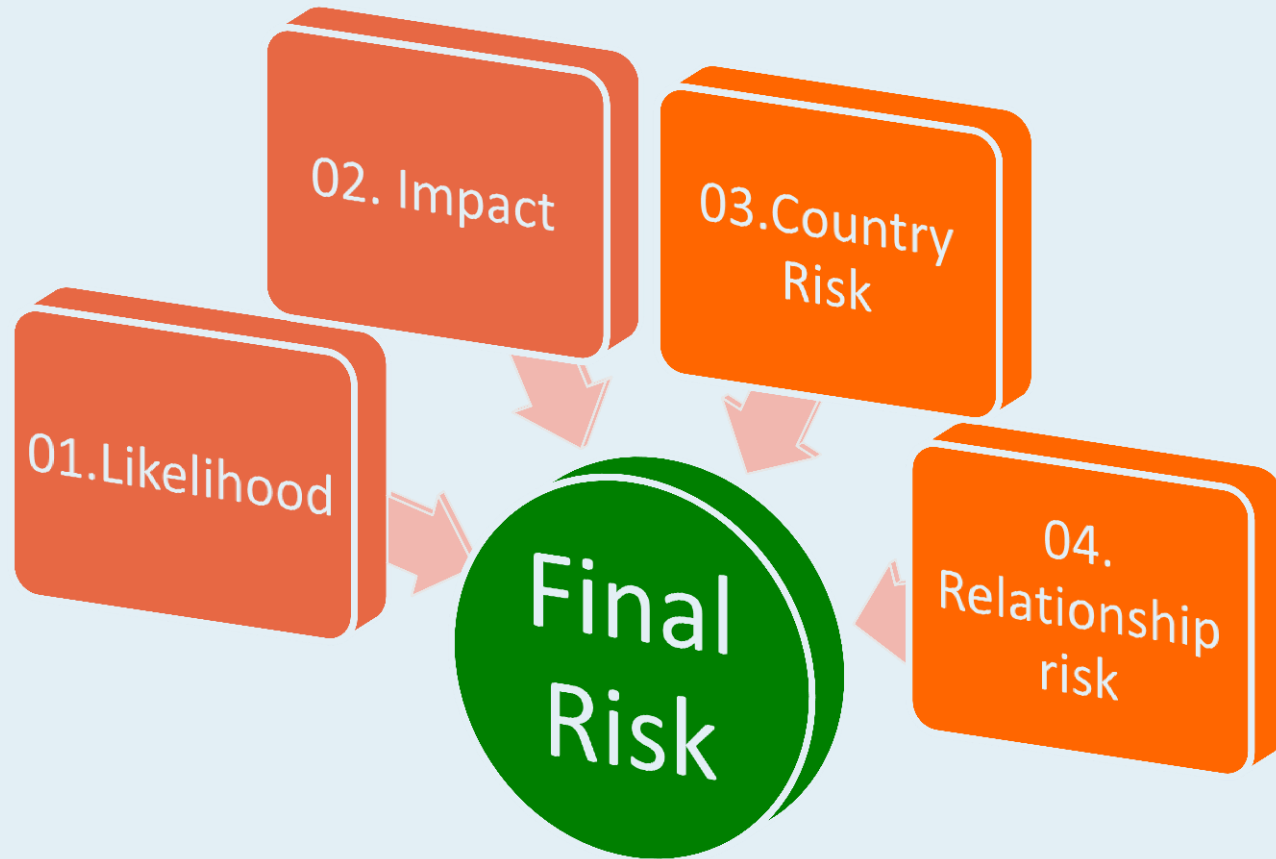 01.Likelihood
02. Impact
03.Country
Risk
04.
Relationship
risk
Final
Risk